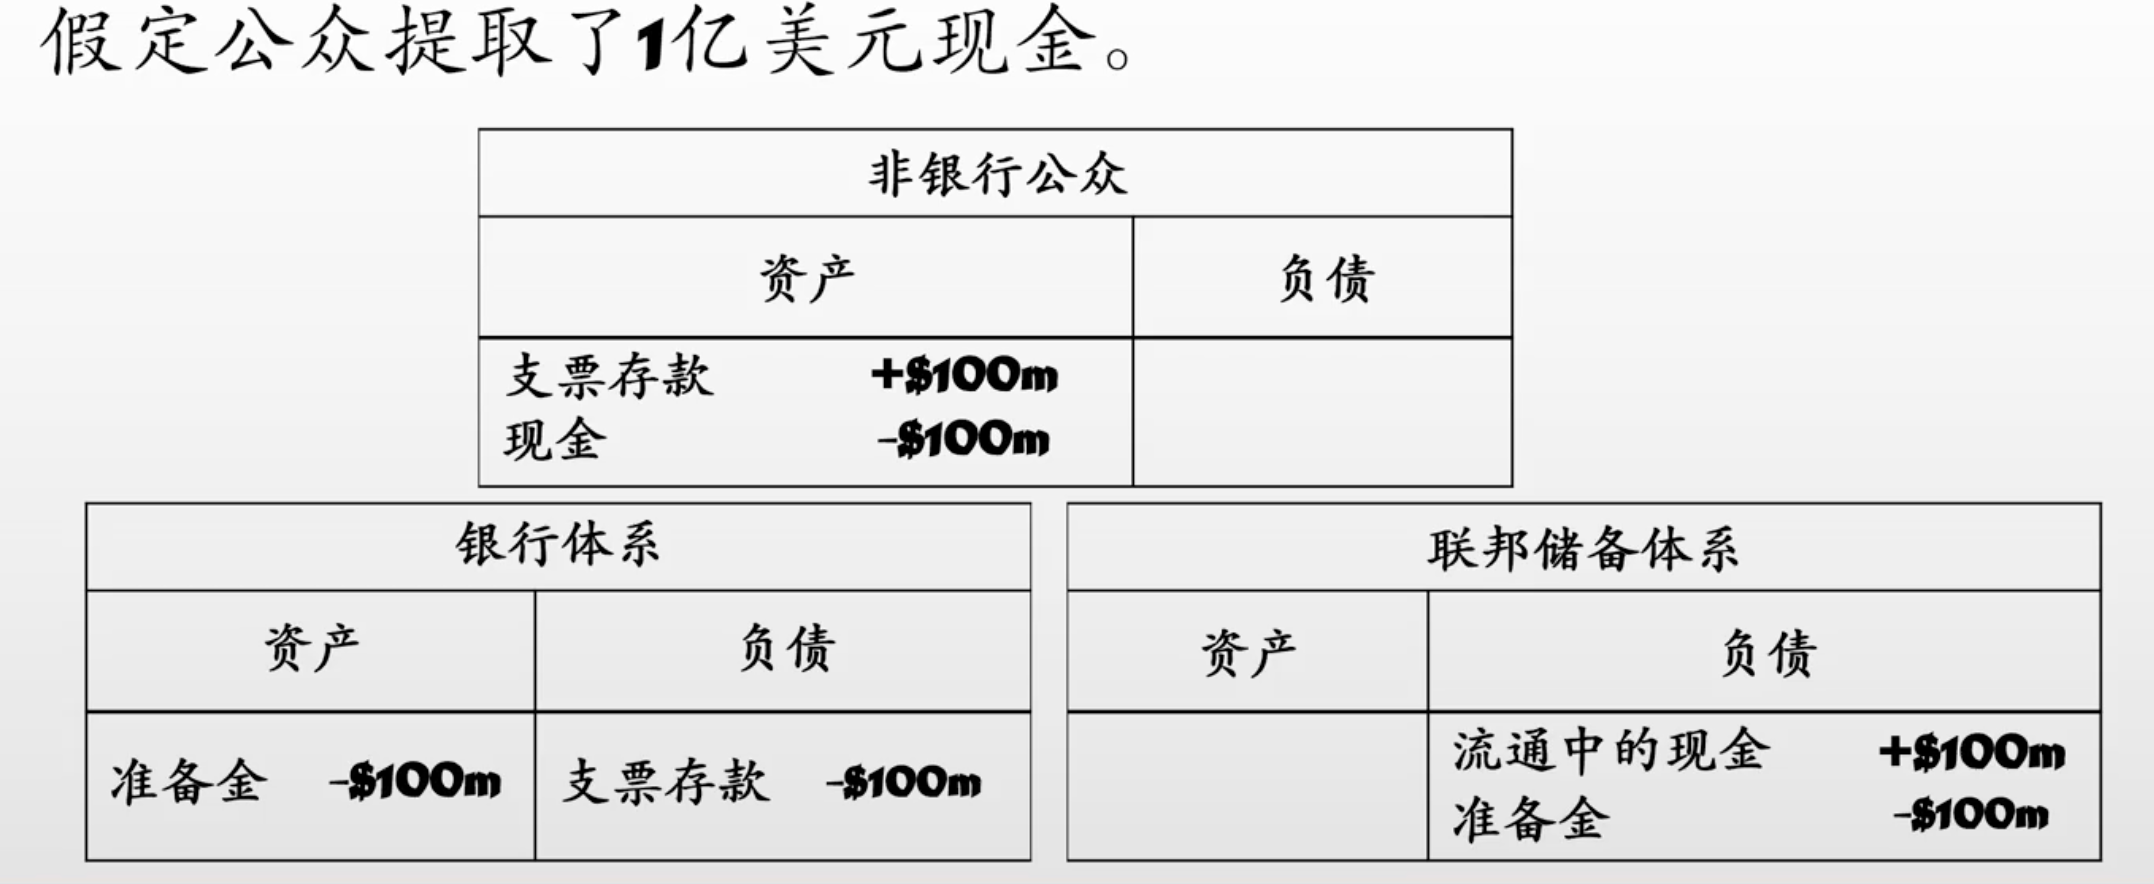 假定公众提取了1亿美元现金。
非银行公众
资产 负债
支票存款 +$100m
现金 -$100m
银行体系
资产 负债
准备金 -$100m 支票存款 -$100m
联邦储备体系
资产 负债
流通中的现金 +$100m
准备金 -$100m